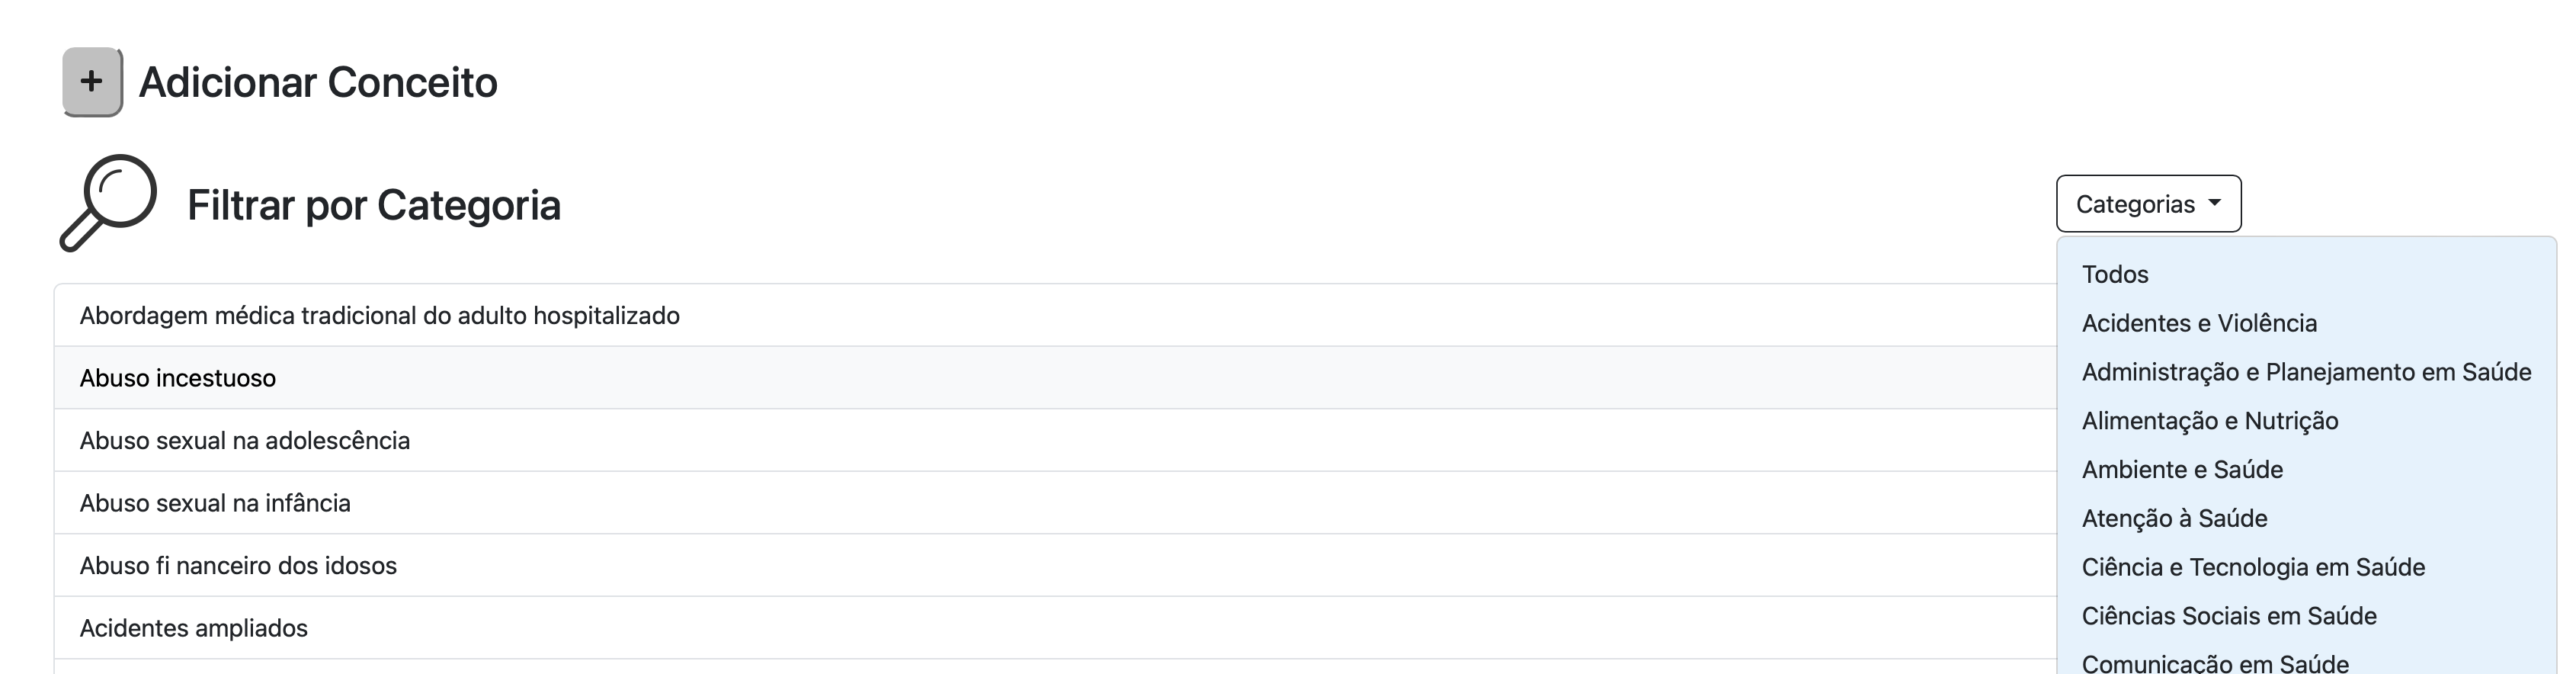 + Adicionar Conceito
Filtrar por Categoria
Categorias
Todos
Acidentes e Violência
Administração e Planejamento em Saúde
Alimentação e Nutrição
Ambiente e Saúde
Atenção à Saúde
Ciência e Tecnologia em Saúde
Ciências Sociais em Saúde
Comunicação em Saúde
Abordagem médica tradicional do adulto hospitalizado
Abuso incestuoso
Abuso sexual na adolescência
Abuso sexual na infância
Abuso fi nanceiro dos idosos
Acidentes ampliados